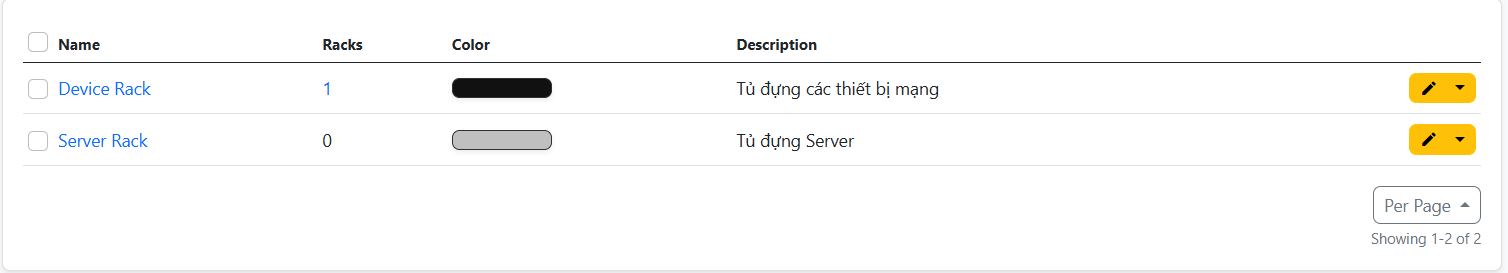 Name Racks Color Description
Device Rack 1 Tủ đựng các thiết bị mạng
Server Rack 0 Tủ đựng Server
Per Page
Showing 1-2 of 2